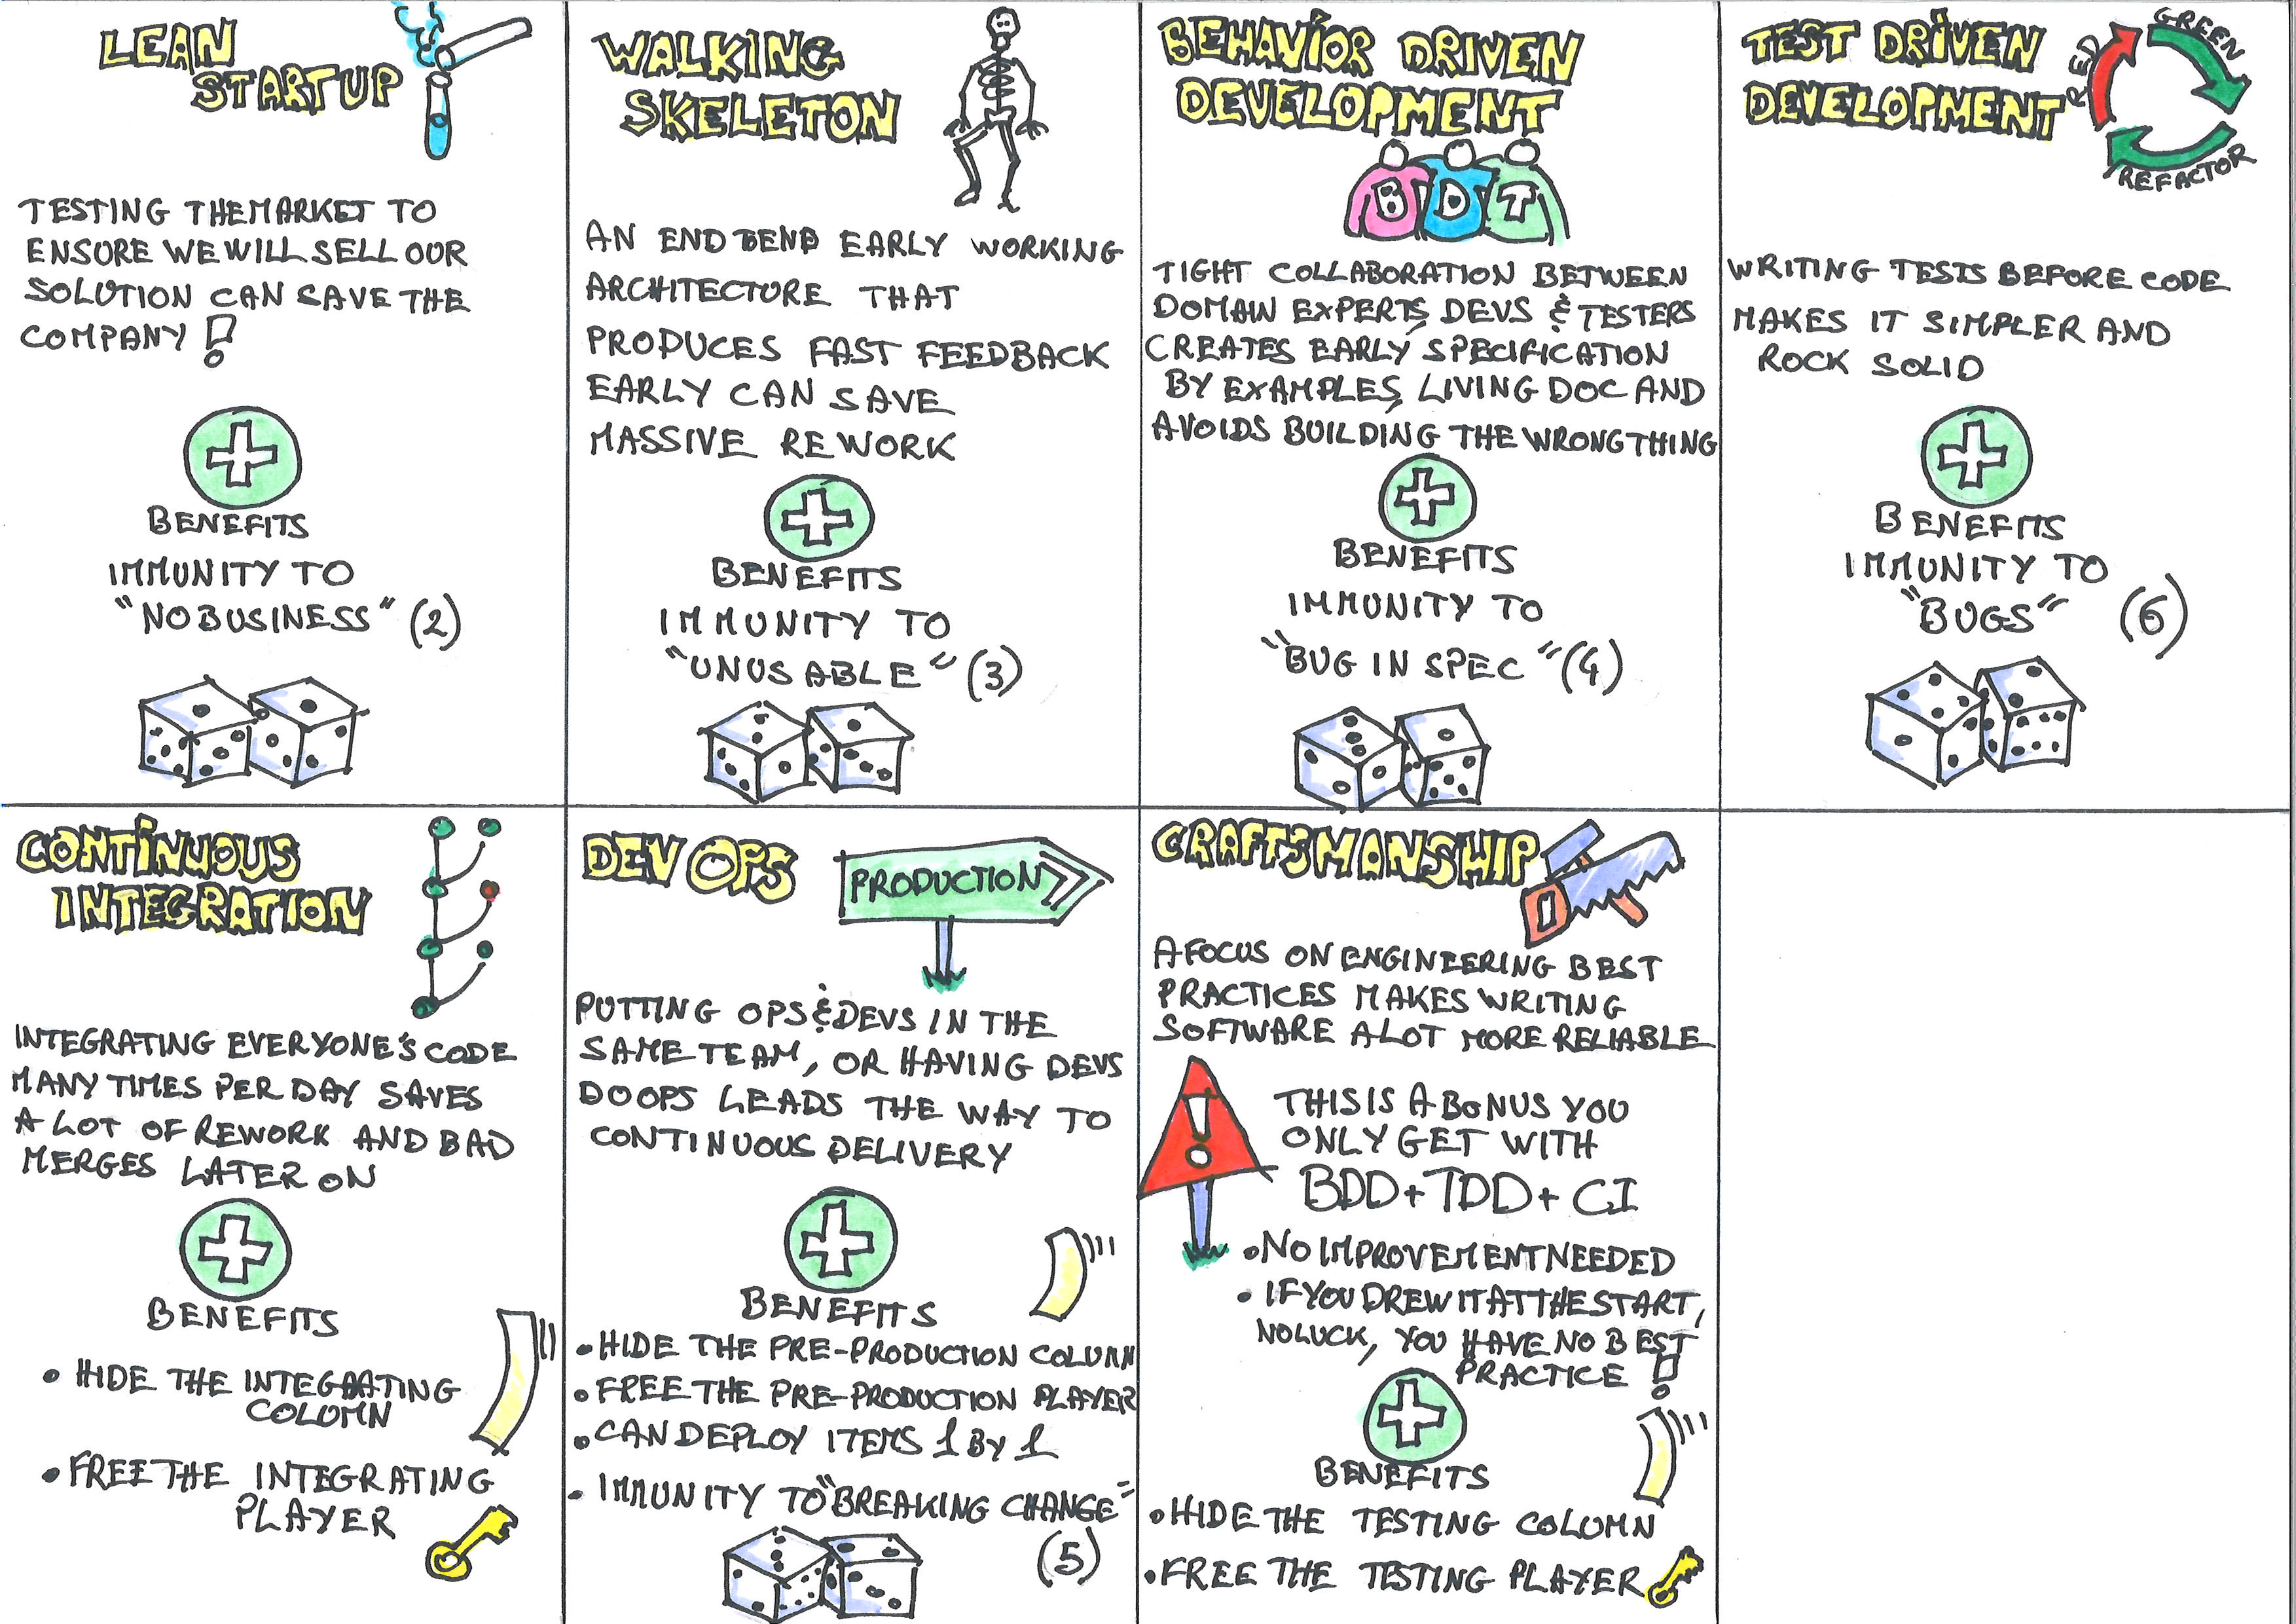 LEAN
STARTUP
TESTING THE MARKET TO
ENSURE WE WILL SELL OUR
SOLUTION CAN SAVE THE
COMPANY !
BENEFITS
IMMUNITY TO
"NO BUSINESS" (2)
WALKING
SKELETON
AN END EARLY WORKING
ARCHITECTURE THAT
PRODUCES FAST FEEDBACK
EARLY CAN SAVE
MASSIVE REWORK
BENEFITS
IMMUNITY TO
"UNUSABLE" (3)
BEHAVIOR DRIVEN
DEVELOPMENT
B D T
TIGHT COLLABORATION BETWEEN
DOMAIN EXPERTS, DEVS & TESTERS
CREATES EARLY SPECIFICATION
BY EXAMPLES, LIVING DOC AND
AVOIDS BUILDING THE WRONG THING
BENEFITS
IMMUNITY TO
"BUG IN SPEC" (4)
TEST DRIVEN
DEVELOPMENT
RED
GREEN
REFACTOR
WRITING TESTS BEFORE CODE
MAKES IT SIMPLER AND
ROCK SOLID
BENEFITS
IMMUNITY TO
"BUGS" (6)
CONTINUOUS
INTEGRATION
INTEGRATING EVERYONE'S CODE
MANY TIMES PER DAY SAVES
A LOT OF REWORK AND BAD
MERGES LATER ON
BENEFITS
• HIDE THE INTEGRATING
COLUMN
• FREE THE INTEGRATING
PLAYER
DEV OPS
PRODUCTION
PUTTING OPS & DEVS IN THE
SAME TEAM, OR HAVING DEVS
DO OPS LEADS THE WAY TO
CONTINUOUS DELIVERY
BENEFITS
• HIDE THE PRE-PRODUCTION COLUMN
• FREE THE PRE-PRODUCTION PLAYER
• CAN DEPLOY ITEMS 1 BY 1
• IMMUNITY TO "BREAKING CHANGE"
(5)
CRAFTSMANSHIP
A FOCUS ON ENGINEERING BEST
PRACTICES MAKES WRITING
SOFTWARE A LOT MORE RELIABLE
!
THIS IS A BONUS YOU
ONLY GET WITH
BDD + TDD + CI
• NO IMPROVEMENT NEEDED
• IF YOU DREW IT AT THE START,
NO LUCK, YOU HAVE NO BEST
PRACTICE !
BENEFITS
• HIDE THE TESTING COLUMN
• FREE THE TESTING PLAYER